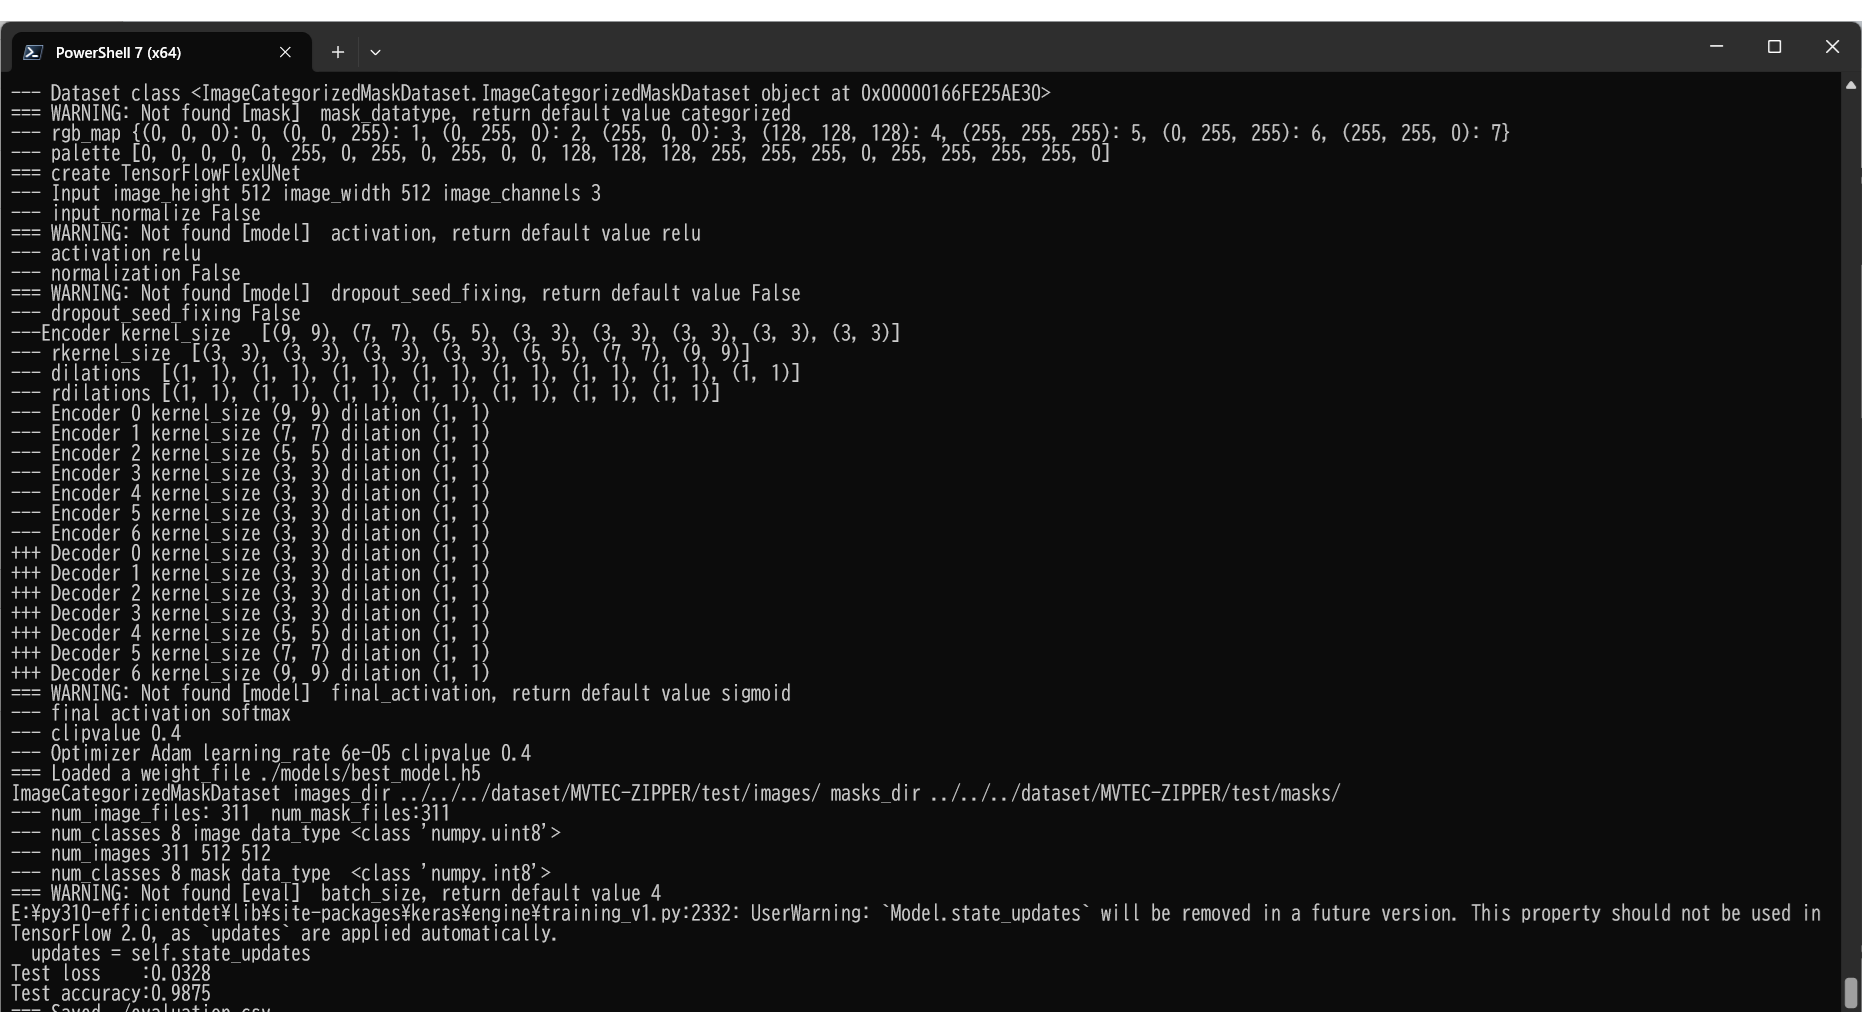 PowerShell 7 (x64)
--- Dataset class <ImageCategorizedMaskDataset.ImageCategorizedMaskDataset object at 0x00000166FE25AE30>
=== WARNING: Not found [mask]  mask_datatype, return default value categorized
--- rgb_map {(0, 0, 0): 0, (0, 0, 255): 1, (0, 255, 0): 2, (255, 0, 0): 3, (128, 128, 128): 4, (255, 255, 255): 5, (0, 255, 255): 6, (255, 255, 0): 7}
--- palette [0, 0, 0, 0, 0, 255, 0, 255, 0, 255, 0, 0, 128, 128, 128, 255, 255, 255, 0, 255, 255, 255, 255, 0]
=== create TensorFlowFlexUNet
--- Input image_height 512 image_width 512 image_channels 3
--- input_normalize False
=== WARNING: Not found [model]  activation, return default value relu
--- activation relu
--- normalization False
=== WARNING: Not found [model]  dropout_seed_fixing, return default value False
--- dropout_seed_fixing False
---Encoder kernel_size   [(9, 9), (7, 7), (5, 5), (3, 3), (3, 3), (3, 3), (3, 3), (3, 3)]
--- rkernel_size  [(3, 3), (3, 3), (3, 3), (3, 3), (5, 5), (7, 7), (9, 9)]
--- dilations  [(1, 1), (1, 1), (1, 1), (1, 1), (1, 1), (1, 1), (1, 1), (1, 1)]
--- rdilations [(1, 1), (1, 1), (1, 1), (1, 1), (1, 1), (1, 1), (1, 1)]
--- Encoder 0 kernel_size (9, 9) dilation (1, 1)
--- Encoder 1 kernel_size (7, 7) dilation (1, 1)
--- Encoder 2 kernel_size (5, 5) dilation (1, 1)
--- Encoder 3 kernel_size (3, 3) dilation (1, 1)
--- Encoder 4 kernel_size (3, 3) dilation (1, 1)
--- Encoder 5 kernel_size (3, 3) dilation (1, 1)
--- Encoder 6 kernel_size (3, 3) dilation (1, 1)
+++ Decoder 0 kernel_size (3, 3) dilation (1, 1)
+++ Decoder 1 kernel_size (3, 3) dilation (1, 1)
+++ Decoder 2 kernel_size (3, 3) dilation (1, 1)
+++ Decoder 3 kernel_size (3, 3) dilation (1, 1)
+++ Decoder 4 kernel_size (5, 5) dilation (1, 1)
+++ Decoder 5 kernel_size (7, 7) dilation (1, 1)
+++ Decoder 6 kernel_size (9, 9) dilation (1, 1)
=== WARNING: Not found [model]  final_activation, return default value sigmoid
--- final activation softmax
--- clipvalue 0.4
--- Optimizer Adam learning_rate 6e-05 clipvalue 0.4
=== Loaded a weight_file ./models/best_model.h5
ImageCategorizedMaskDataset images_dir ../../../dataset/MVTEC-ZIPPER/test/images/ masks_dir ../../../dataset/MVTEC-ZIPPER/test/masks/
--- num_image_files: 311  num_mask_files:311
--- num_classes 8 image data_type <class 'numpy.uint8'>
--- num_images 311 512 512
--- num_classes 8 mask data_type  <class 'numpy.int8'>
=== WARNING: Not found [eval]  batch_size, return default value 4
E:¥py310-efficientdet¥lib¥site-packages¥keras¥engine¥training_v1.py:2332: UserWarning: `Model.state_updates` will be removed in a future version. This property should not be used in
TensorFlow 2.0, as `updates` are applied automatically.
  updates = self.state_updates
Test loss    :0.0328
Test accuracy:0.9875
=== Saved ./evaluation.csv